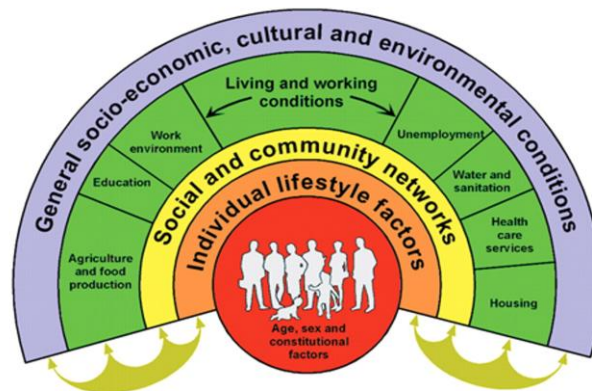 General socio-economic, cultural and environmental conditions
Living and working
conditions
Work
environment
Unemployment
Education
Water and
sanitation
Social and community networks
Individual lifestyle factors
Health
care
services
Agriculture
and food
production
Housing
Age, sex and
constitutional
factors